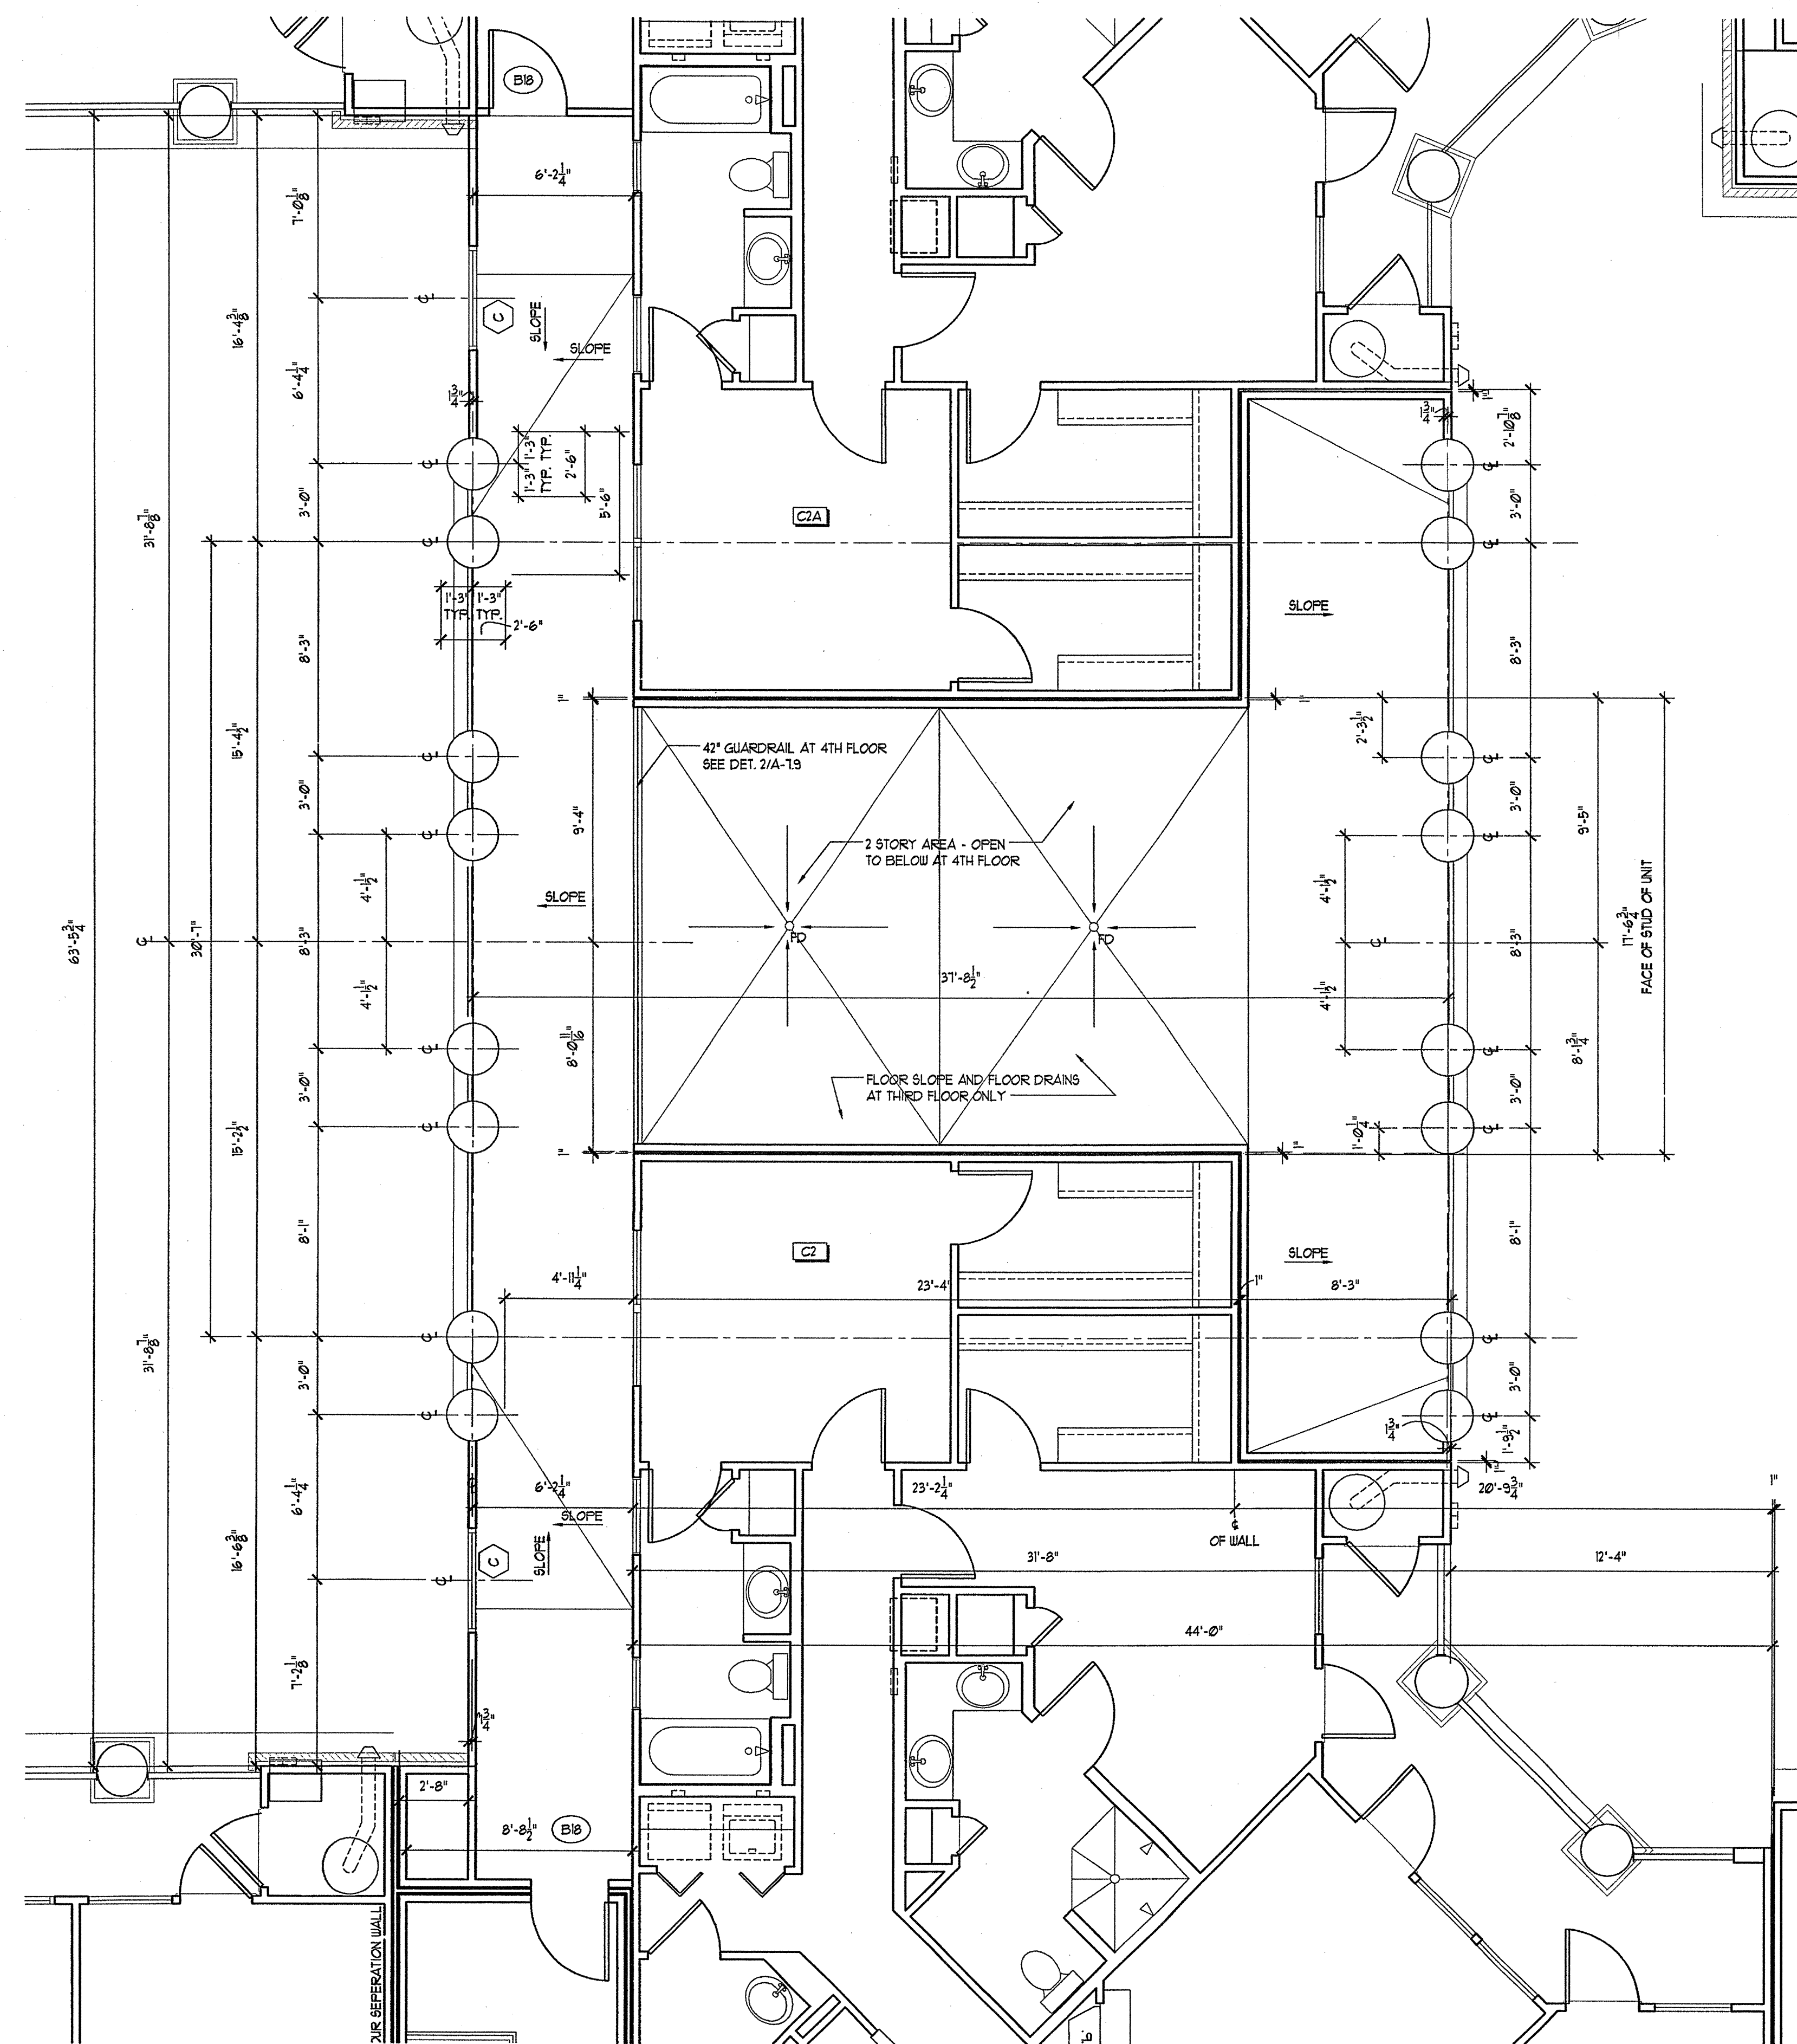 B18
6'-2 1/4"
7'-0 1/8"
16'-4 3/8"
C
SLOPE
SLOPE
6'-4 1/4"
1 3/4"
1"
1 3/4"
2'-10 7/8"
1'-3" 1'-3"
TYP. TYP.
2'-6"
5'-6"
3'-0"
3'-0"
31'-8 7/8"
C2A
1'-3" 1'-3"
TYP. TYP.
2'-6"
SLOPE
8'-3"
8'-3"
1"
1"
15'-4 1/2"
2'-3 1/2"
42" GUARDRAIL AT 4TH FLOOR
SEE DET. 2/A-7.9
3'-0"
9'-4"
3'-0"
9'-5"
2 STORY AREA - OPEN
TO BELOW AT 4TH FLOOR
4'-1 1/2"
4'-1 1/2"
SLOPE
63'-5 3/4"
30'-7"
8'-3"
FD
FD
8'-3"
17'-6 3/4"
FACE OF STUD OF UNIT
37'-8 1/2"
4'-1 1/2"
4'-1 1/2"
8'-0 11/16"
8'-1 3/4"
FLOOR SLOPE AND FLOOR DRAINS
AT THIRD FLOOR ONLY
3'-0"
3'-0"
15'-2 1/2"
1'-0 1/4"
1"
1"
8'-1"
8'-1"
C2
SLOPE
4'-11 1/4"
23'-4"
1"
8'-3"
31'-8 7/8"
3'-0"
3'-0"
1 3/4"
1'-9 1/2"
1"
6'-4 1/4"
6'-2 1/4"
23'-2 1/4"
20'-9 3/4"
1"
SLOPE
SLOPE
C
16'-6 3/8"
OF WALL
31'-8"
12'-4"
44'-0"
7'-2 1/8"
1 3/4"
2'-8"
8'-8 1/2"
B18
OUR SEPERATION WALL